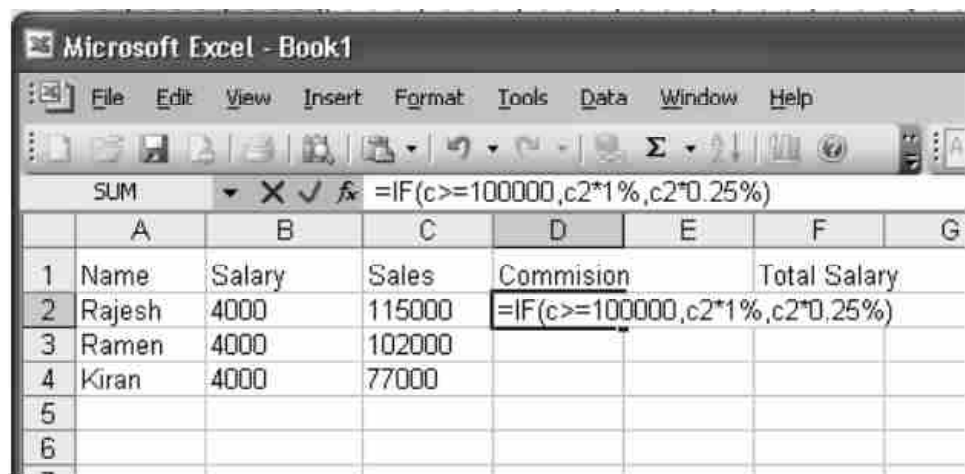 Microsoft Excel - Book1
File Edit View Insert Format Tools Data Window Help
SUM =IF(c>=100000,c2*1%,c2*0.25%)
A B C D E F G
1 Name Salary Sales Commision Total Salary
2 Rajesh 4000 115000 =IF(c>=100000,c2*1%,c2*0.25%)
3 Ramen 4000 102000
4 Kiran 4000 77000
5
6